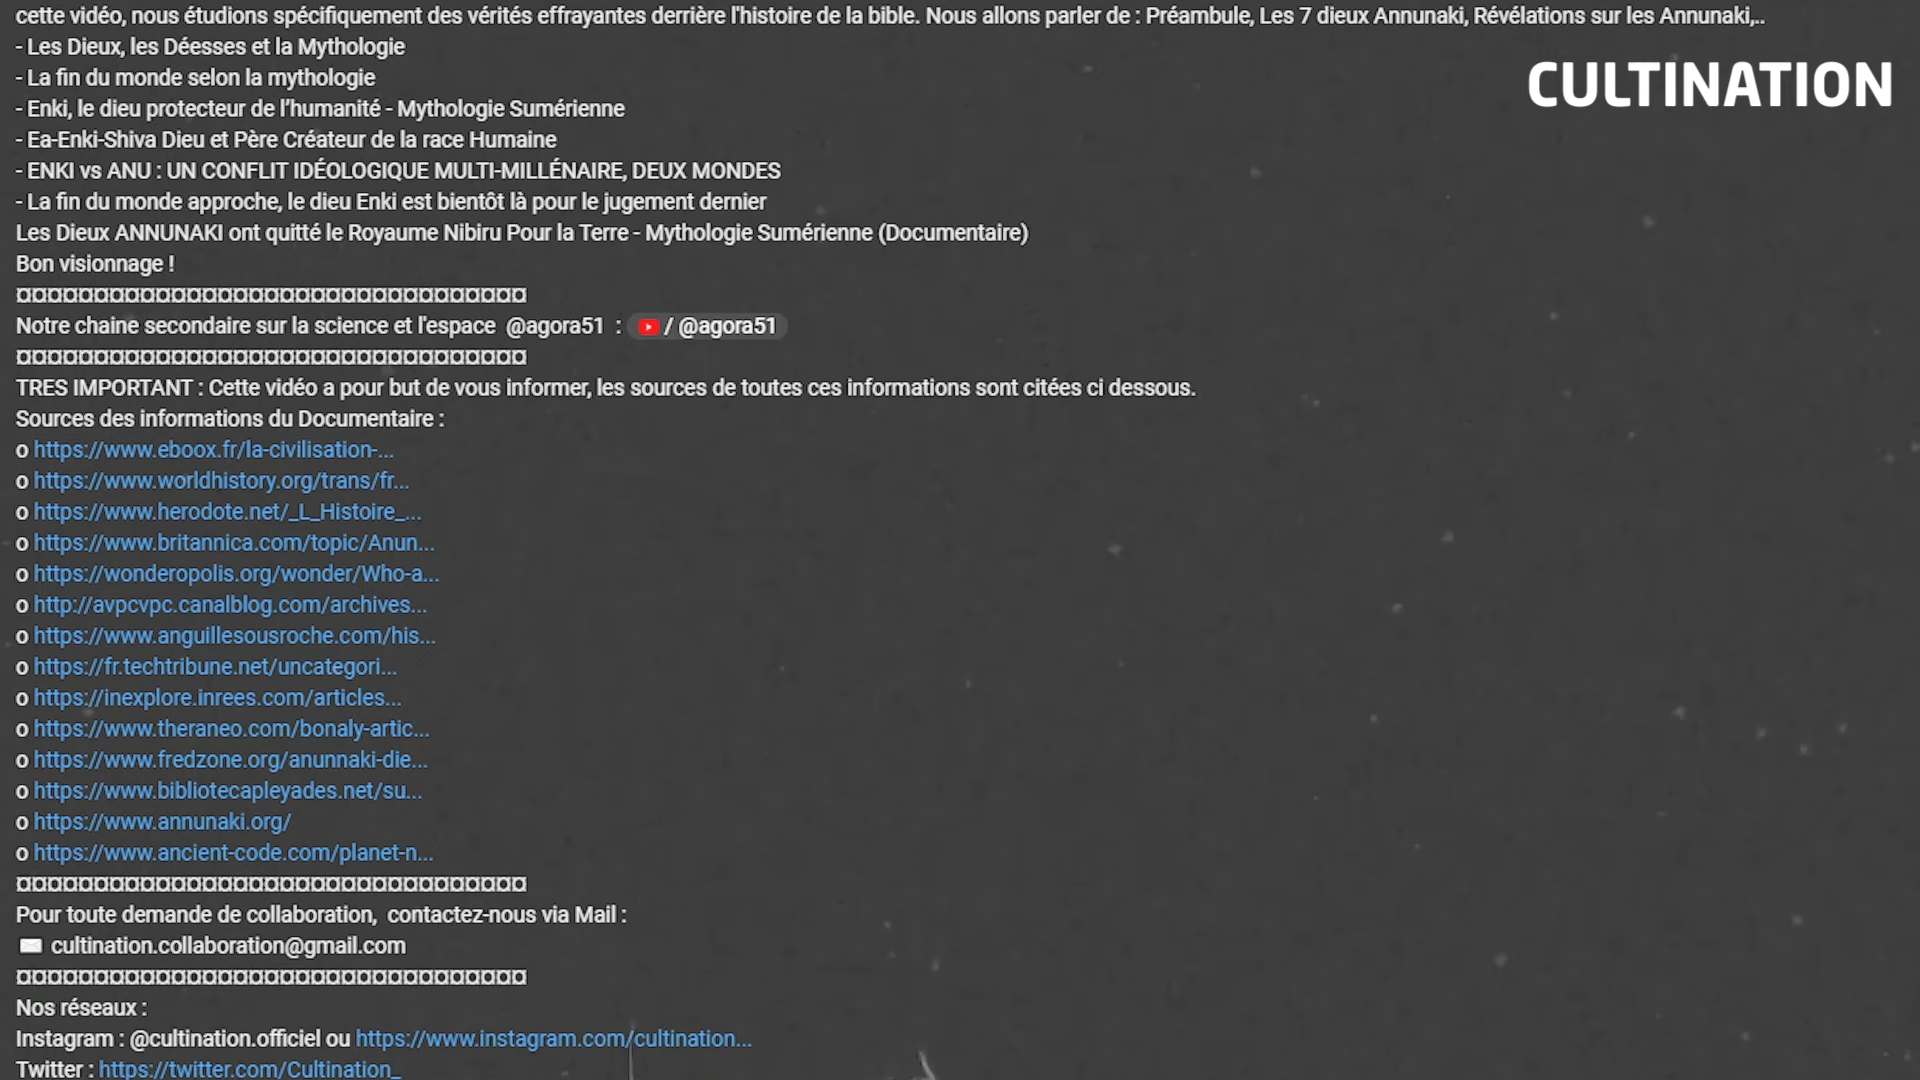 cette vidéo, nous étudions spécifiquement des vérités effrayantes derrière l'histoire de la bible. Nous allons parler de : Préambule, Les 7 dieux Annunaki, Révélations sur les Annunaki,..
- Les Dieux, les Déesses et la Mythologie
- La fin du monde selon la mythologie
CULTINATION
- Enki, le dieu protecteur de l’humanité - Mythologie Sumérienne
- Ea-Enki-Shiva Dieu et Père Créateur de la race Humaine
- ENKI vs ANU : UN CONFLIT IDÉOLOGIQUE MULTI-MILLÉNAIRE, DEUX MONDES
- La fin du monde approche, le dieu Enki est bientôt là pour le jugement dernier
Les Dieux ANNUNAKI ont quitté le Royaume Nibiru Pour la Terre - Mythologie Sumérienne (Documentaire)
Bon visionnage !
¤¤¤¤¤¤¤¤¤¤¤¤¤¤¤¤¤¤¤¤¤¤¤¤¤¤¤¤¤¤¤¤¤
Notre chaine secondaire sur la science et l'espace @agora51 : / @agora51
¤¤¤¤¤¤¤¤¤¤¤¤¤¤¤¤¤¤¤¤¤¤¤¤¤¤¤¤¤¤¤¤¤
TRES IMPORTANT : Cette vidéo a pour but de vous informer, les sources de toutes ces informations sont citées ci dessous.
Sources des informations du Documentaire :
o https://www.eboox.fr/la-civilisation-...
o https://www.worldhistory.org/trans/fr...
o https://www.herodote.net/_L_Histoire_...
o https://www.britannica.com/topic/Anun...
o https://wonderopolis.org/wonder/Who-a...
o http://avpcvpc.canalblog.com/archives...
o https://www.anguillesousroche.com/his...
o https://fr.techtribune.net/uncategori...
o https://inexplore.inrees.com/articles...
o https://www.theraneo.com/bonaly-artic...
o https://www.fredzone.org/anunnaki-die...
o https://www.bibliotecapleyades.net/su...
o https://www.annunaki.org/
o https://www.ancient-code.com/planet-n...
¤¤¤¤¤¤¤¤¤¤¤¤¤¤¤¤¤¤¤¤¤¤¤¤¤¤¤¤¤¤¤¤¤
Pour toute demande de collaboration, contactez-nous via Mail :
✉️ cultination.collaboration@gmail.com
¤¤¤¤¤¤¤¤¤¤¤¤¤¤¤¤¤¤¤¤¤¤¤¤¤¤¤¤¤¤¤¤¤
Nos réseaux :
Instagram : @cultination.officiel ou https://www.instagram.com/cultination...
Twitter : https://twitter.com/Cultination_